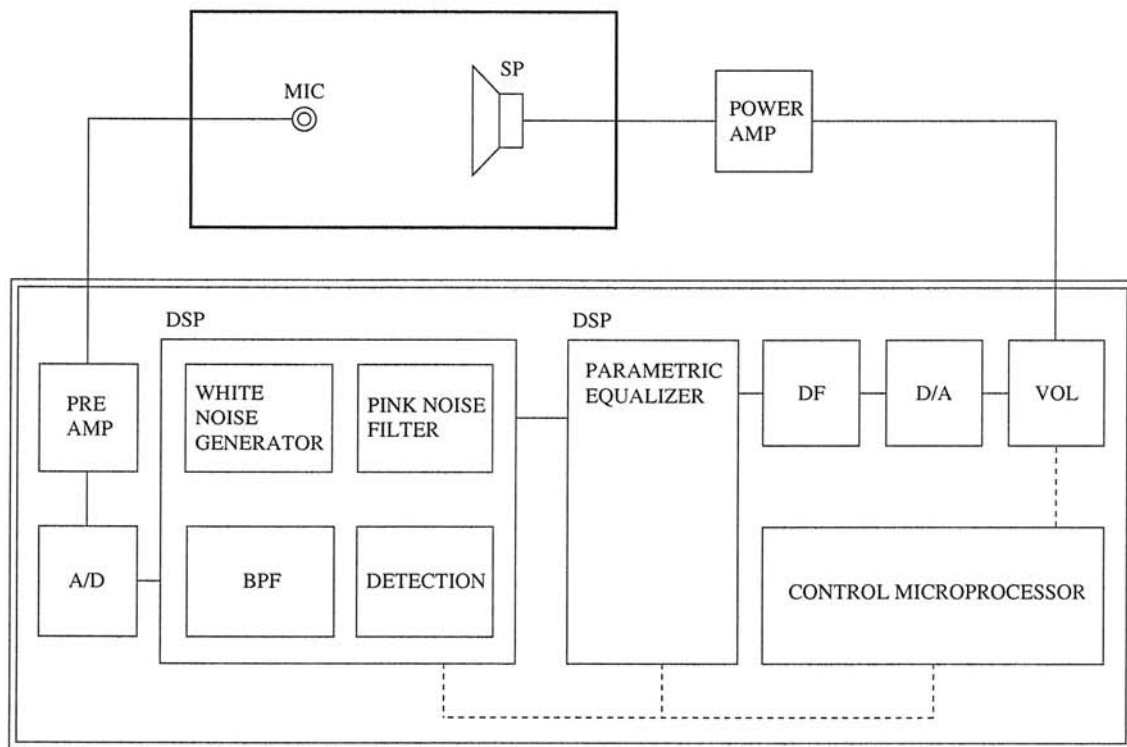 SP
MIC
POWER
AMP
DSP
DSP
PRE
AMP
WHITE
NOISE
GENERATOR
PINK NOISE
FILTER
PARAMETRIC
EQUALIZER
DF
D/A
VOL
A/D
BPF
DETECTION
CONTROL MICROPROCESSOR